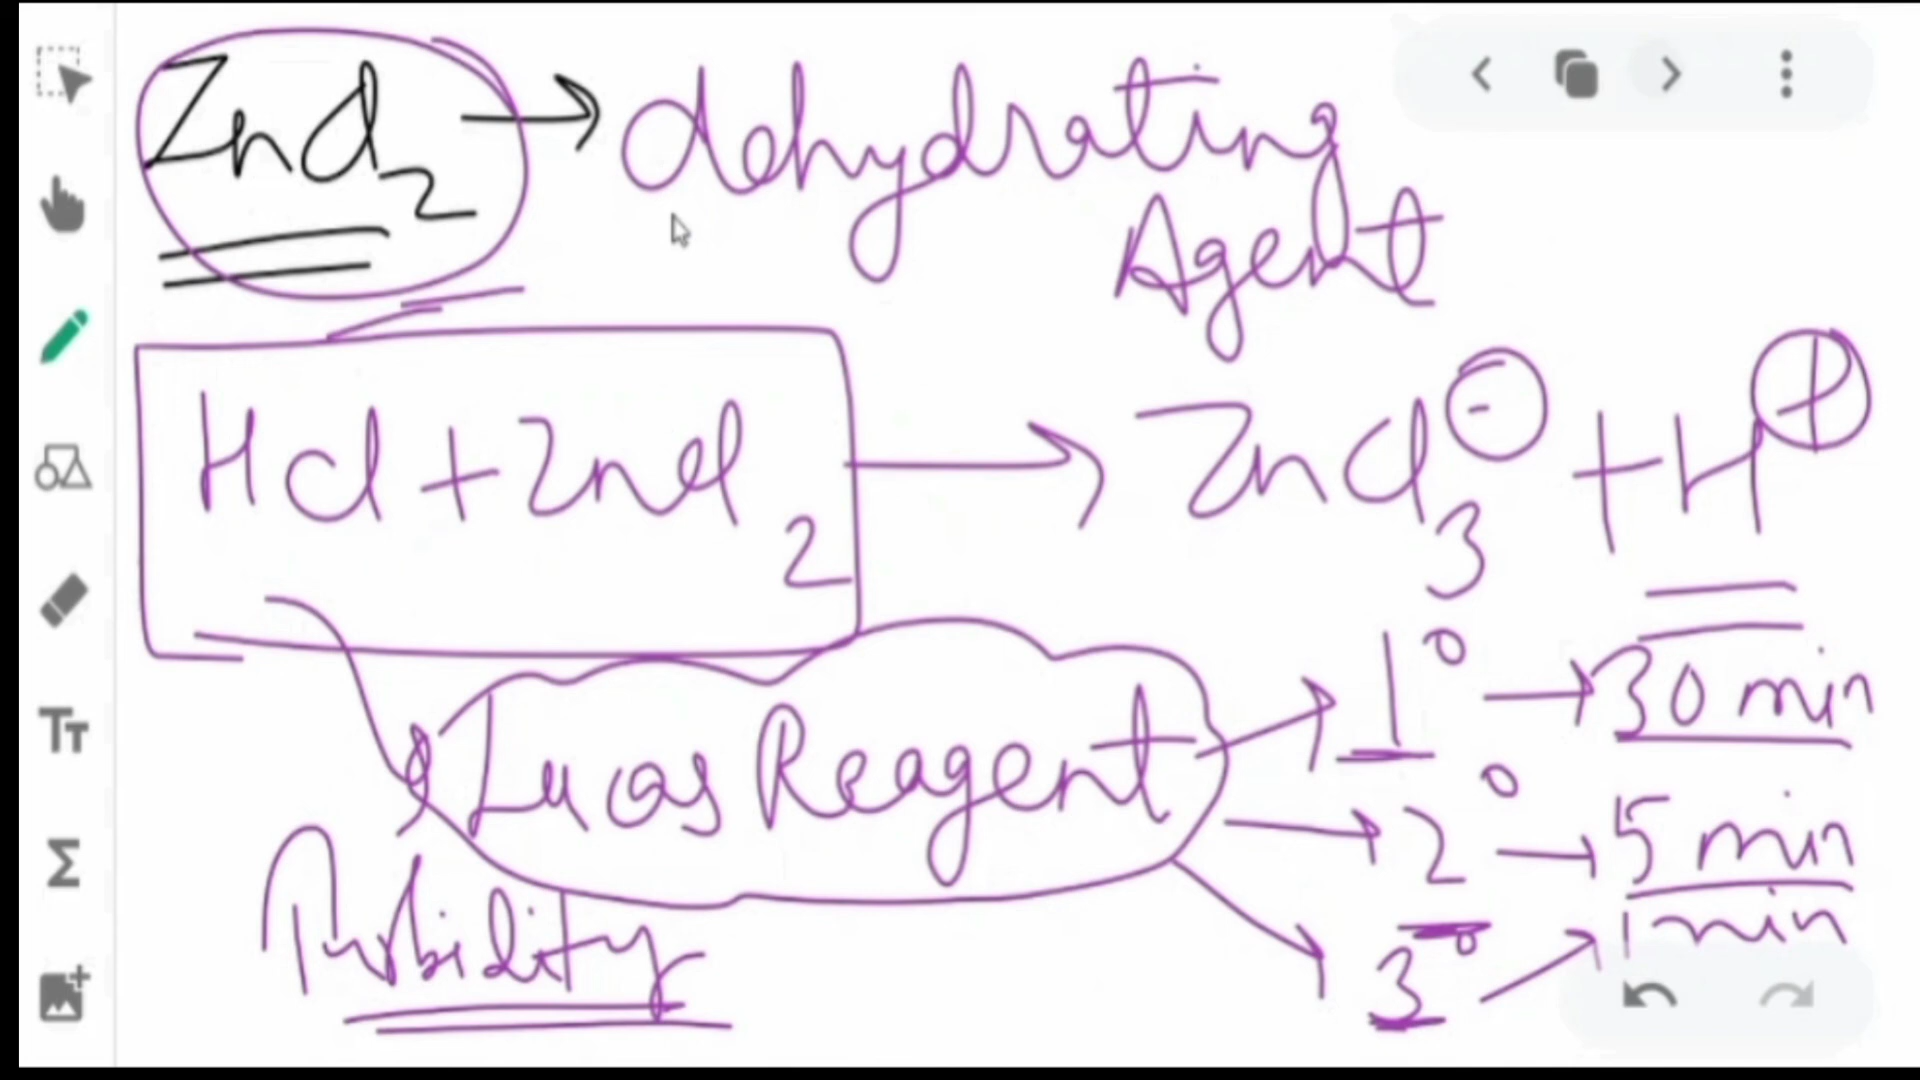 ZnCl2 → dehydrating
Agent
HCl + ZnCl2 → ZnCl3⊖ + H⊕
Lucas Reagent
→ 1° → 30 min
→ 2° → 5 min
→ 3° → 1 min
Turbidity